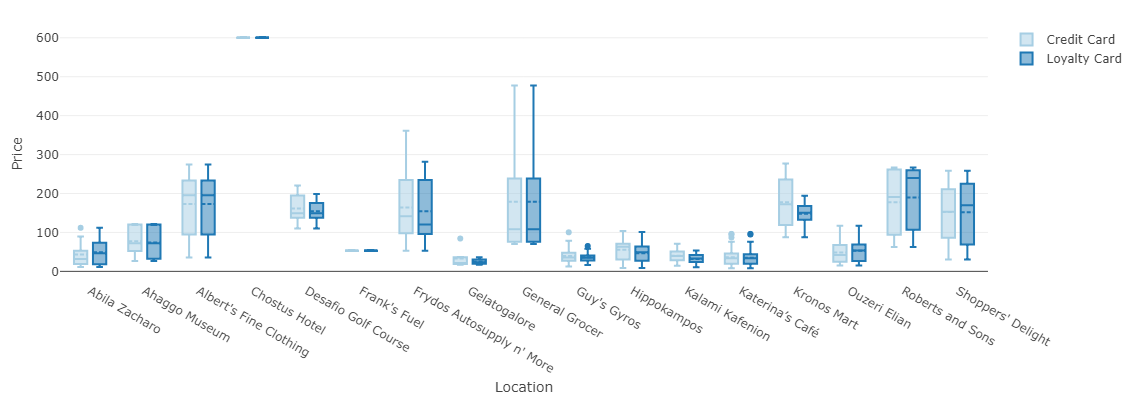 600
500
400
300
200
100
0
Price
Abila Zacharo
Ahaggo Museum
Albert's Fine Clothing
Chostus Hotel
Desafio Golf Course
Frank's Fuel
Frydos Autosupply n' More
Gelatogalore
General Grocer
Guy's Gyros
Hippokampos
Kalami Kafenion
Katerina's Café
Kronos Mart
Ouzeri Elian
Roberts and Sons
Shoppers' Delight
Location
Credit Card
Loyalty Card